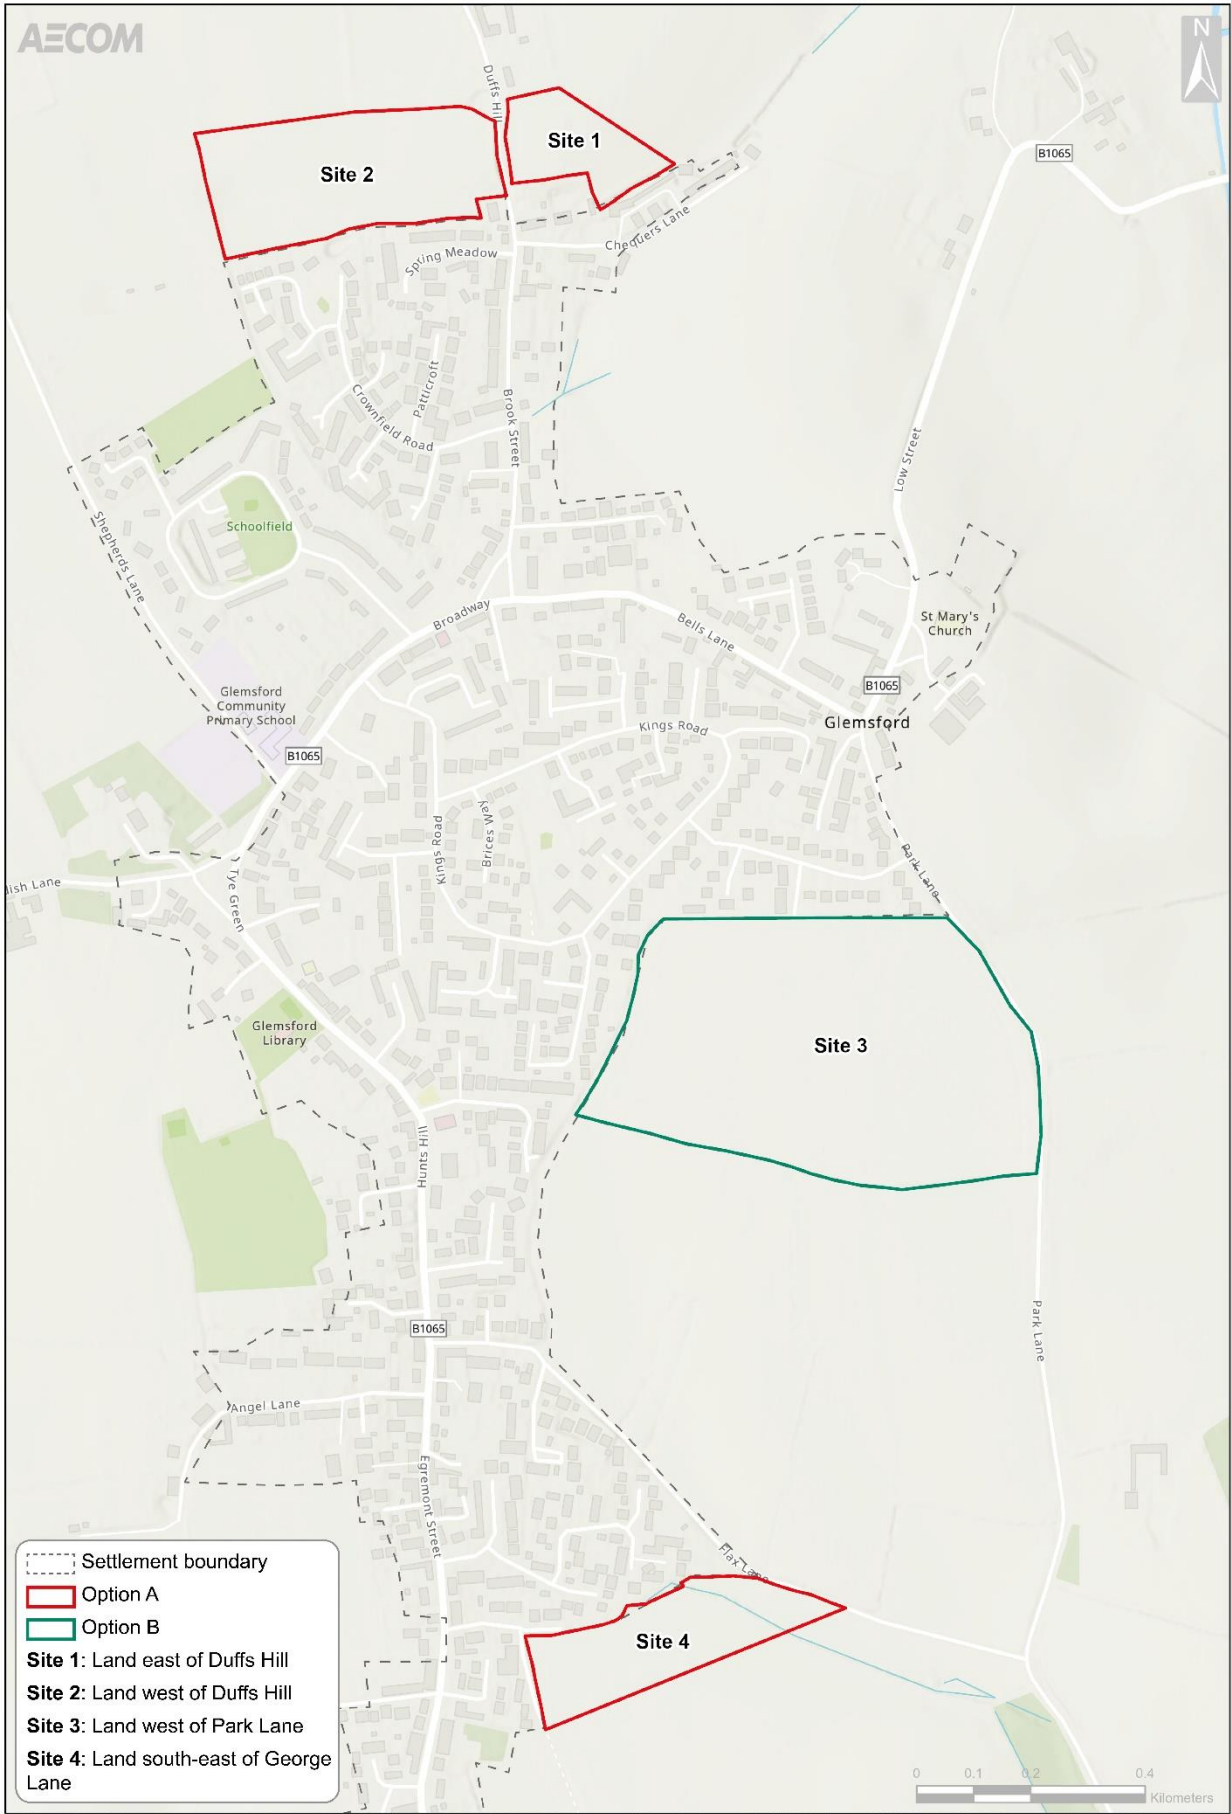 AECOM
N
Duffs Hill
Site 1
Site 2
B1065
Chequers Lane
Spring Meadow
Patticroft
Crownfield Road
Brook Street
Low Street
Schoolfield
Shepherds Lane
Broadway
Bells Lane
St Mary's
Church
B1065
Glemsford
Community
Primary School
Glemsford
Kings Road
B1065
Brices Way
Kings Road
Park Lane
dish Lane
Tye Green
Glemsford
Library
Site 3
Hunts Hill
B1065
Park Lane
Angel Lane
Egremont Street
Flax Lane
Site 4
Settlement boundary
Option A
Option B
Site 1: Land east of Duffs Hill
Site 2: Land west of Duffs Hill
Site 3: Land west of Park Lane
Site 4: Land south-east of George
Lane
0 0.1 0.2 0.4
Kilometers